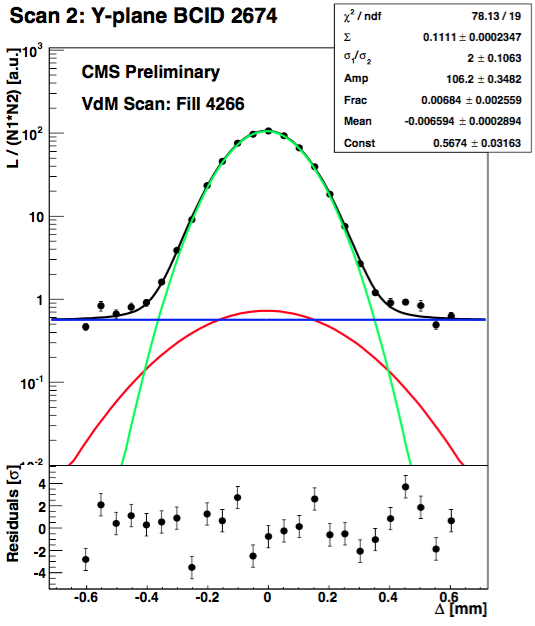 Scan 2: Y-plane BCID 2674
χ² / ndf 78.13 / 19
Σ 0.1111 ± 0.0002347
σ₁/σ₂ 2 ± 0.1063
Amp 106.2 ± 0.3482
Frac 0.00684 ± 0.002559
Mean -0.006594 ± 0.0002894
Const 0.5674 ± 0.03163
CMS Preliminary
VdM Scan: Fill 4266
L / (N1*N2) [a.u.]
10³
10²
10
1
10⁻¹
10⁻²
Residuals [σ]
4
2
0
-2
-4
-0.6 -0.4 -0.2 0 0.2 0.4 0.6
Δ [mm]